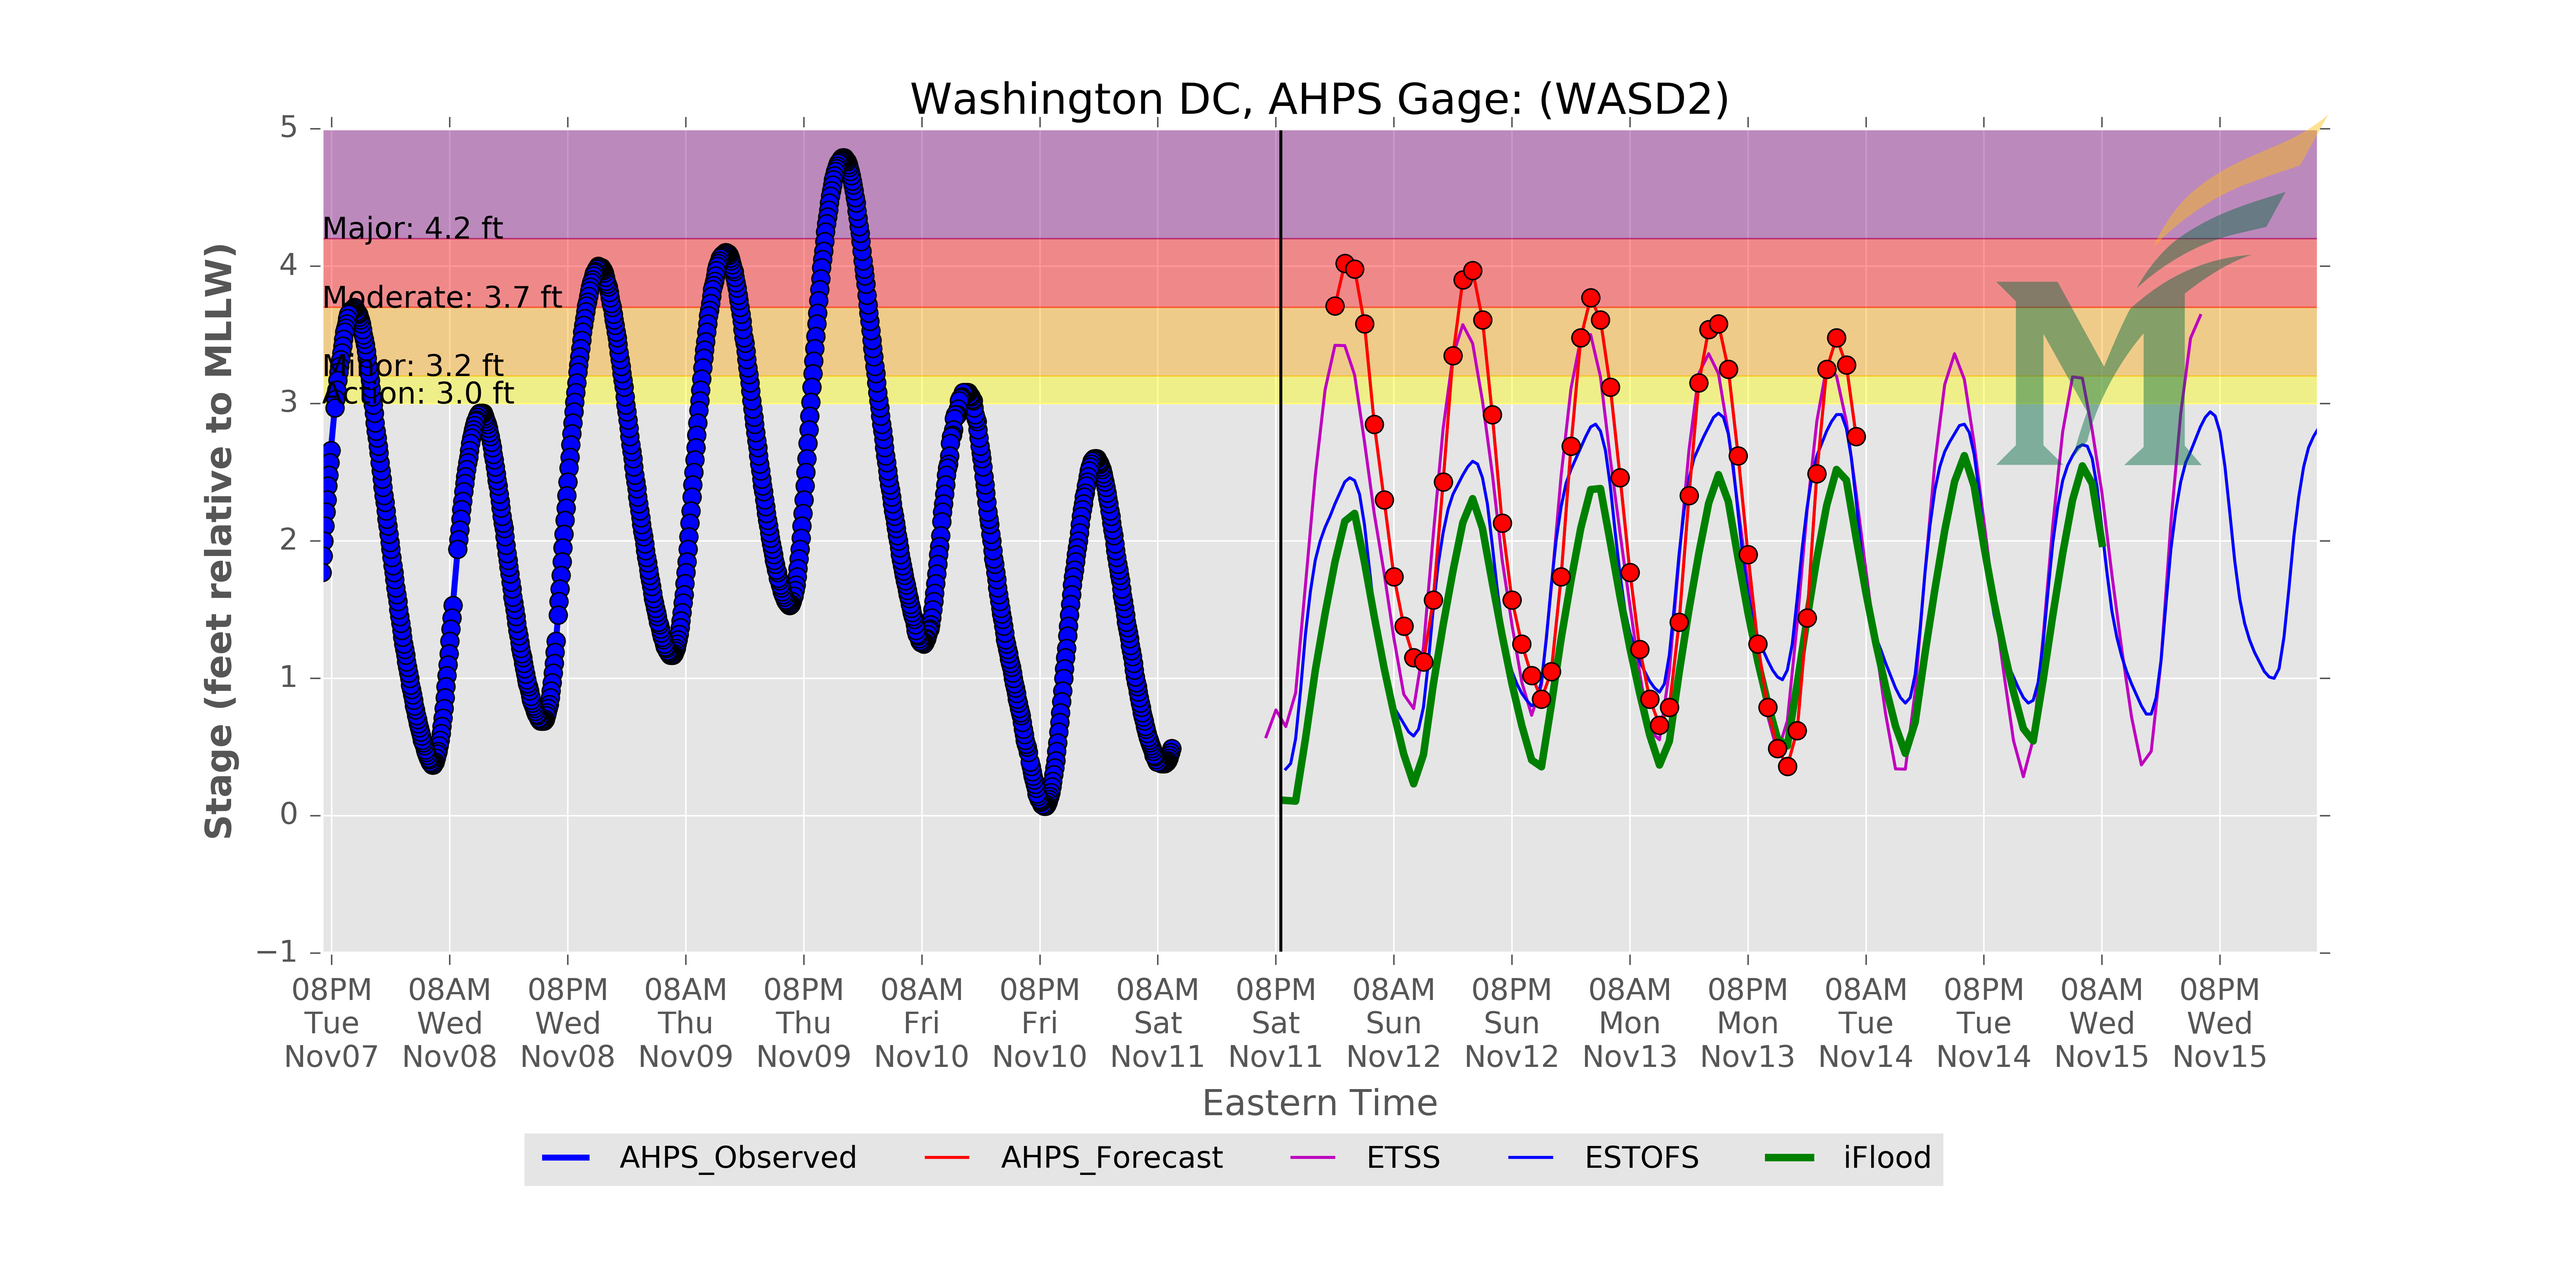 Washington DC, AHPS Gage: (WASD2)
5
4
3
2
1
0
−1
Stage (feet relative to MLLW)
Major: 4.2 ft
Moderate: 3.7 ft
Minor: 3.2 ft
Action: 3.0 ft
M
08PM 08AM 08PM 08AM 08PM 08AM 08PM 08AM 08PM 08AM 08PM 08AM 08PM 08AM 08PM 08AM 08PM
Tue Wed Wed Thu Thu Fri Fri Sat Sat Sun Sun Mon Mon Tue Tue Wed Wed
Nov07 Nov08 Nov08 Nov09 Nov09 Nov10 Nov10 Nov11 Nov11 Nov12 Nov12 Nov13 Nov13 Nov14 Nov14 Nov15 Nov15
Eastern Time
AHPS_Observed AHPS_Forecast ETSS ESTOFS iFlood